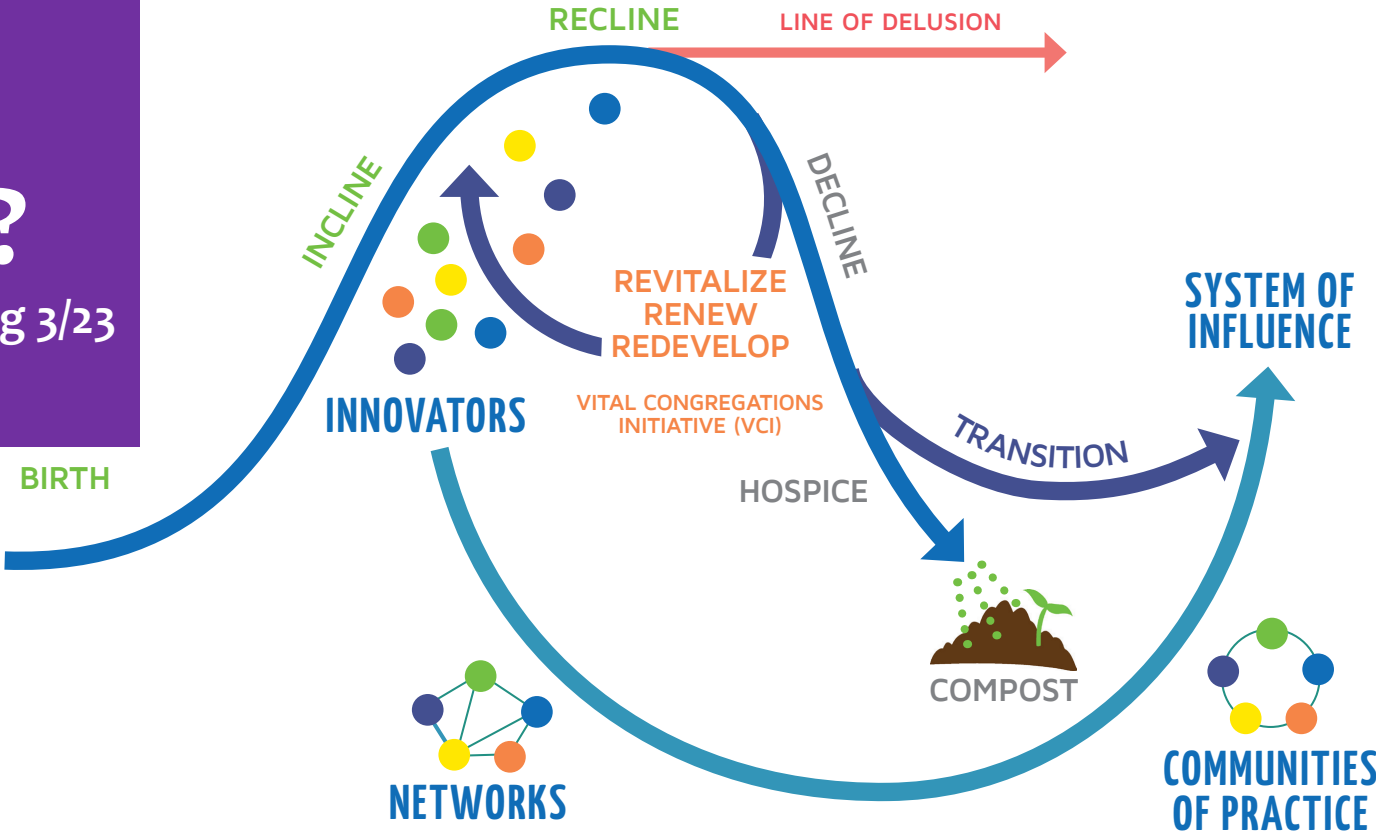 RECLINE
LINE OF DELUSION
?
g 3/23
INCLINE
DECLINE
REVITALIZE
RENEW
REDEVELOP
VITAL CONGREGATIONS
INITIATIVE (VCI)
SYSTEM OF
INFLUENCE
INNOVATORS
TRANSITION
BIRTH
HOSPICE
COMPOST
NETWORKS
COMMUNITIES
OF PRACTICE